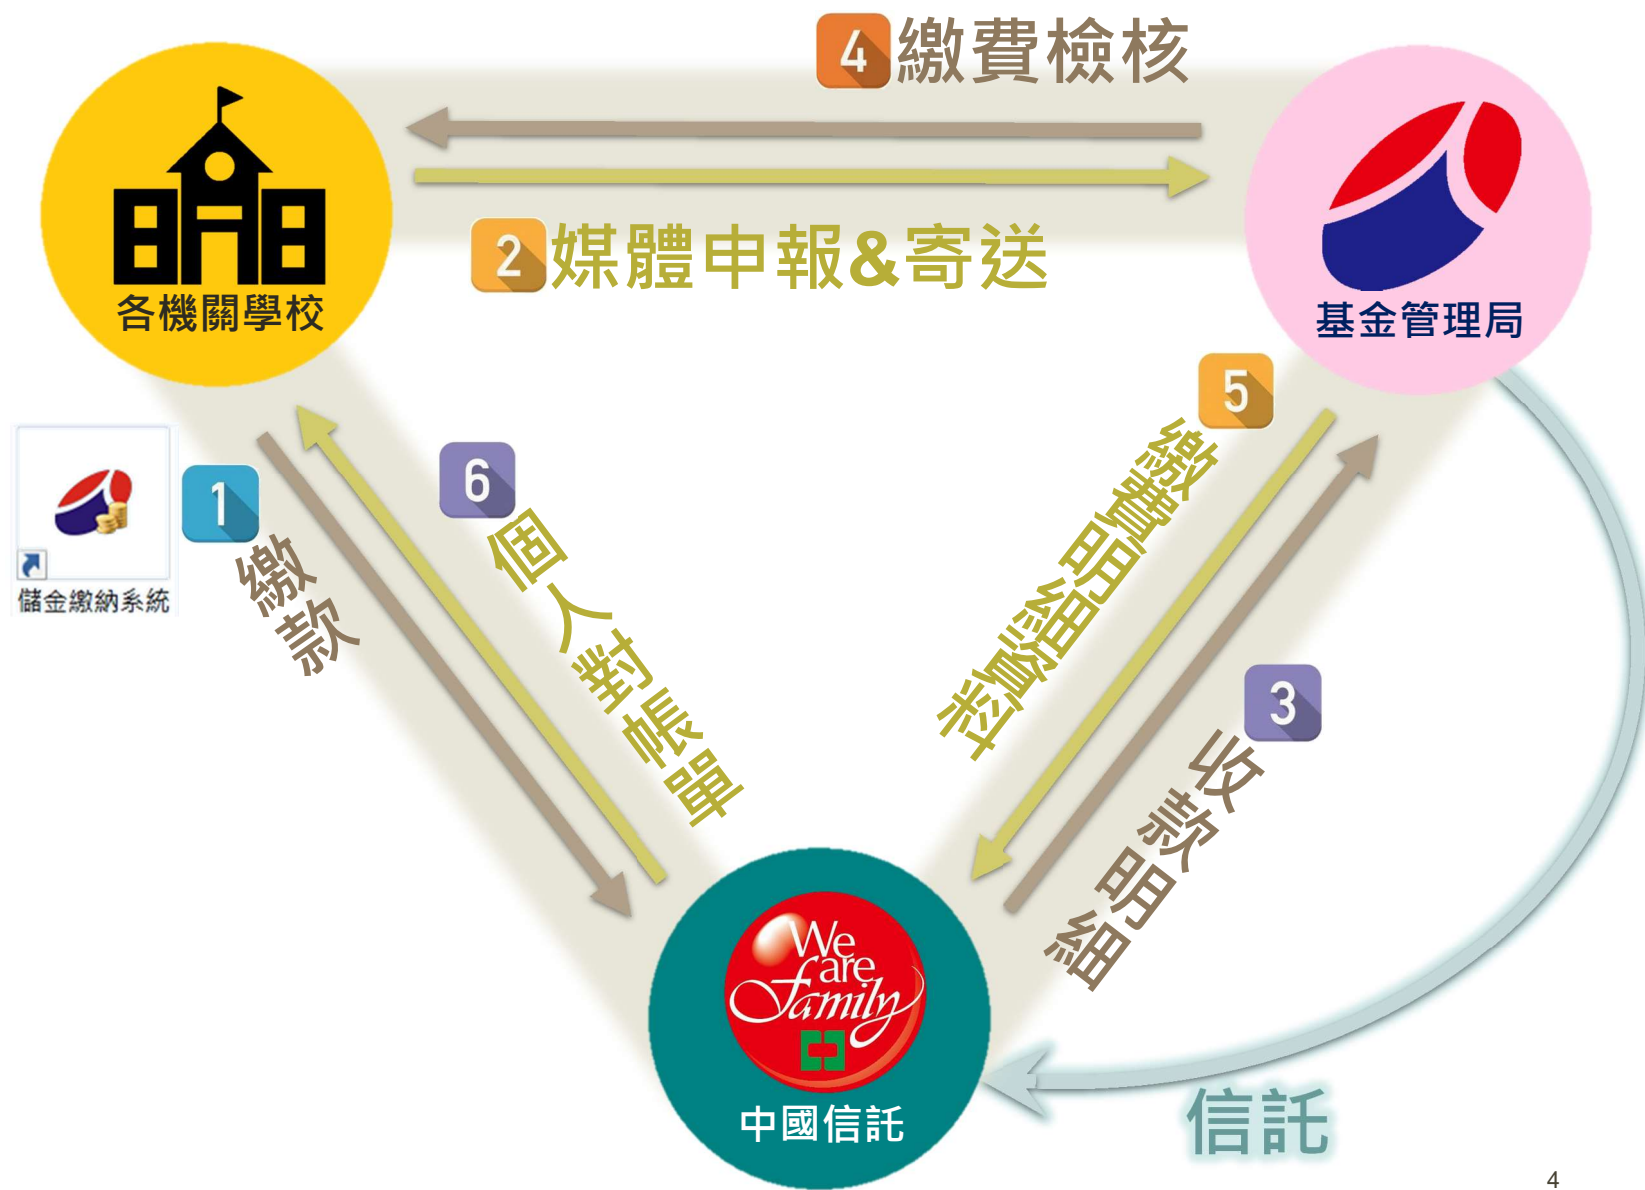 4 繳費檢核
2 媒體申報&寄送
各機關學校
基金管理局
5 繳費明細資料
6 個人對帳單
1 繳款
儲金繳納系統
3 收款明細
We
are
Family
中國信託
信託
4